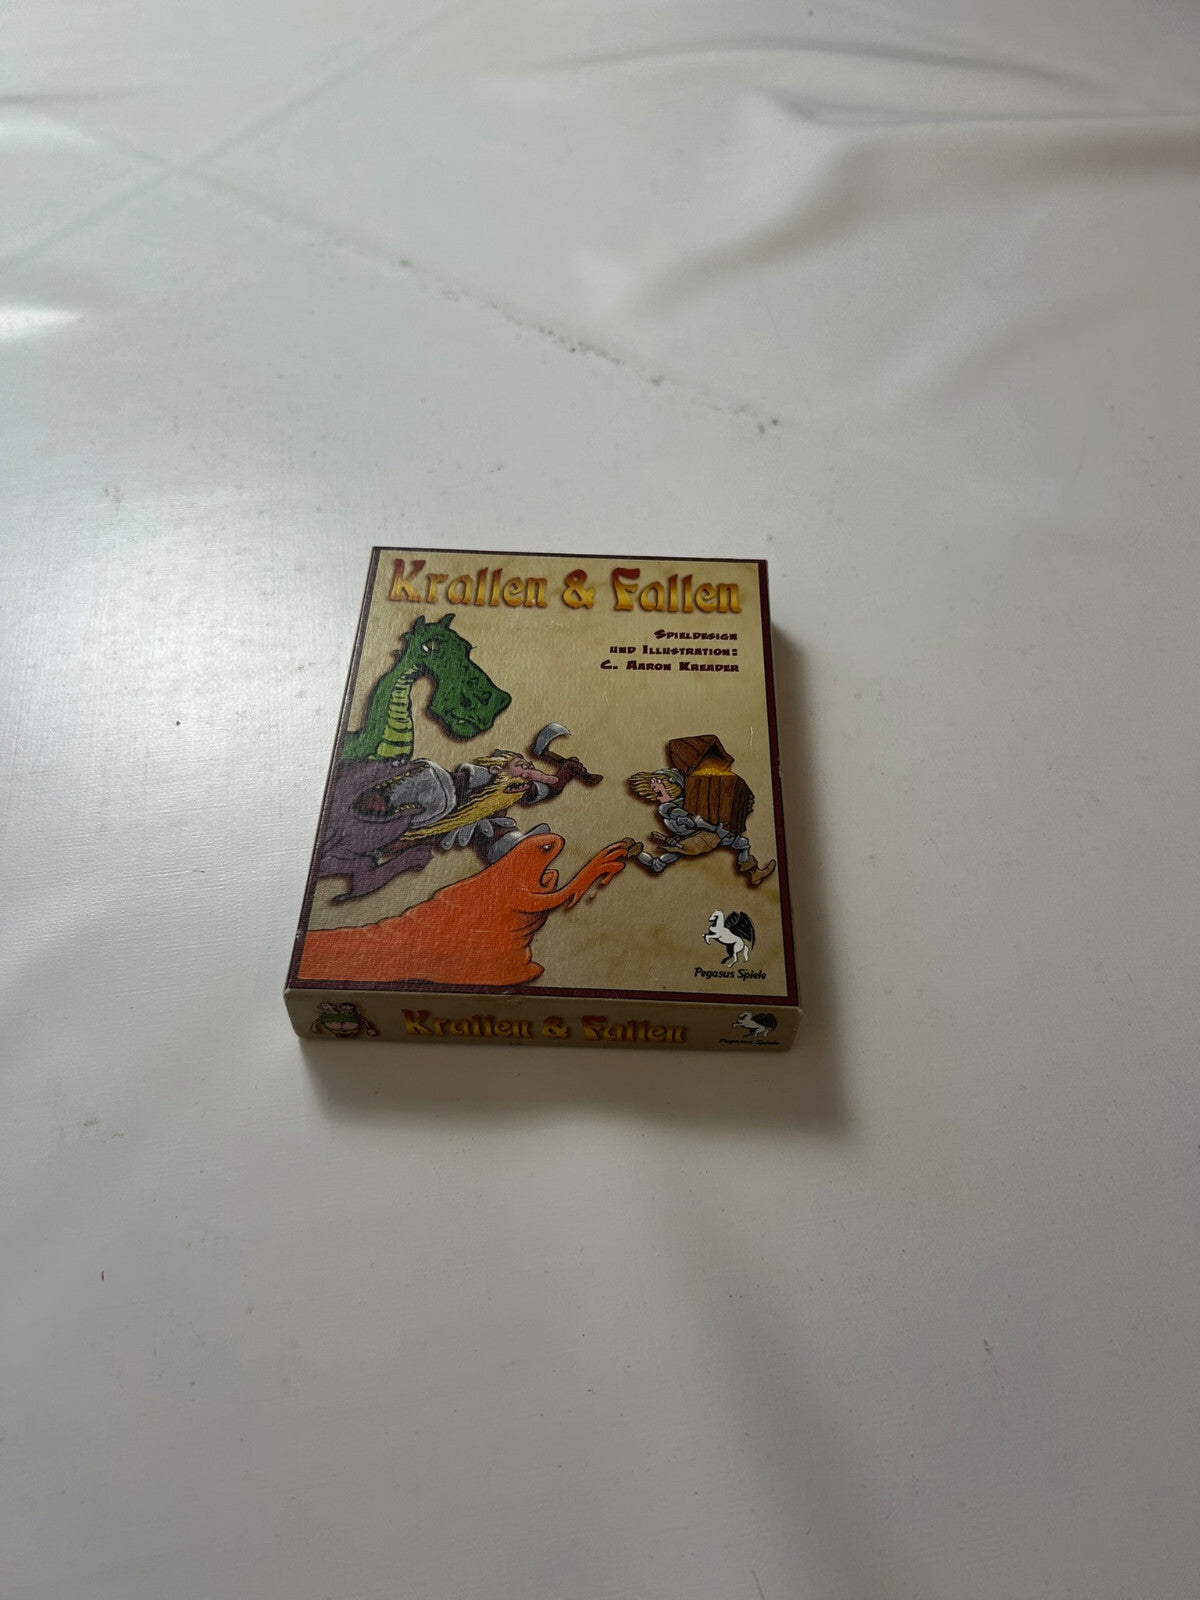 Krallen & Fallen
Spieldesign
und Illustration:
C. Aaron Kreader
Pegasus Spiele
Krallen & Fallen
Pegasus Spiele